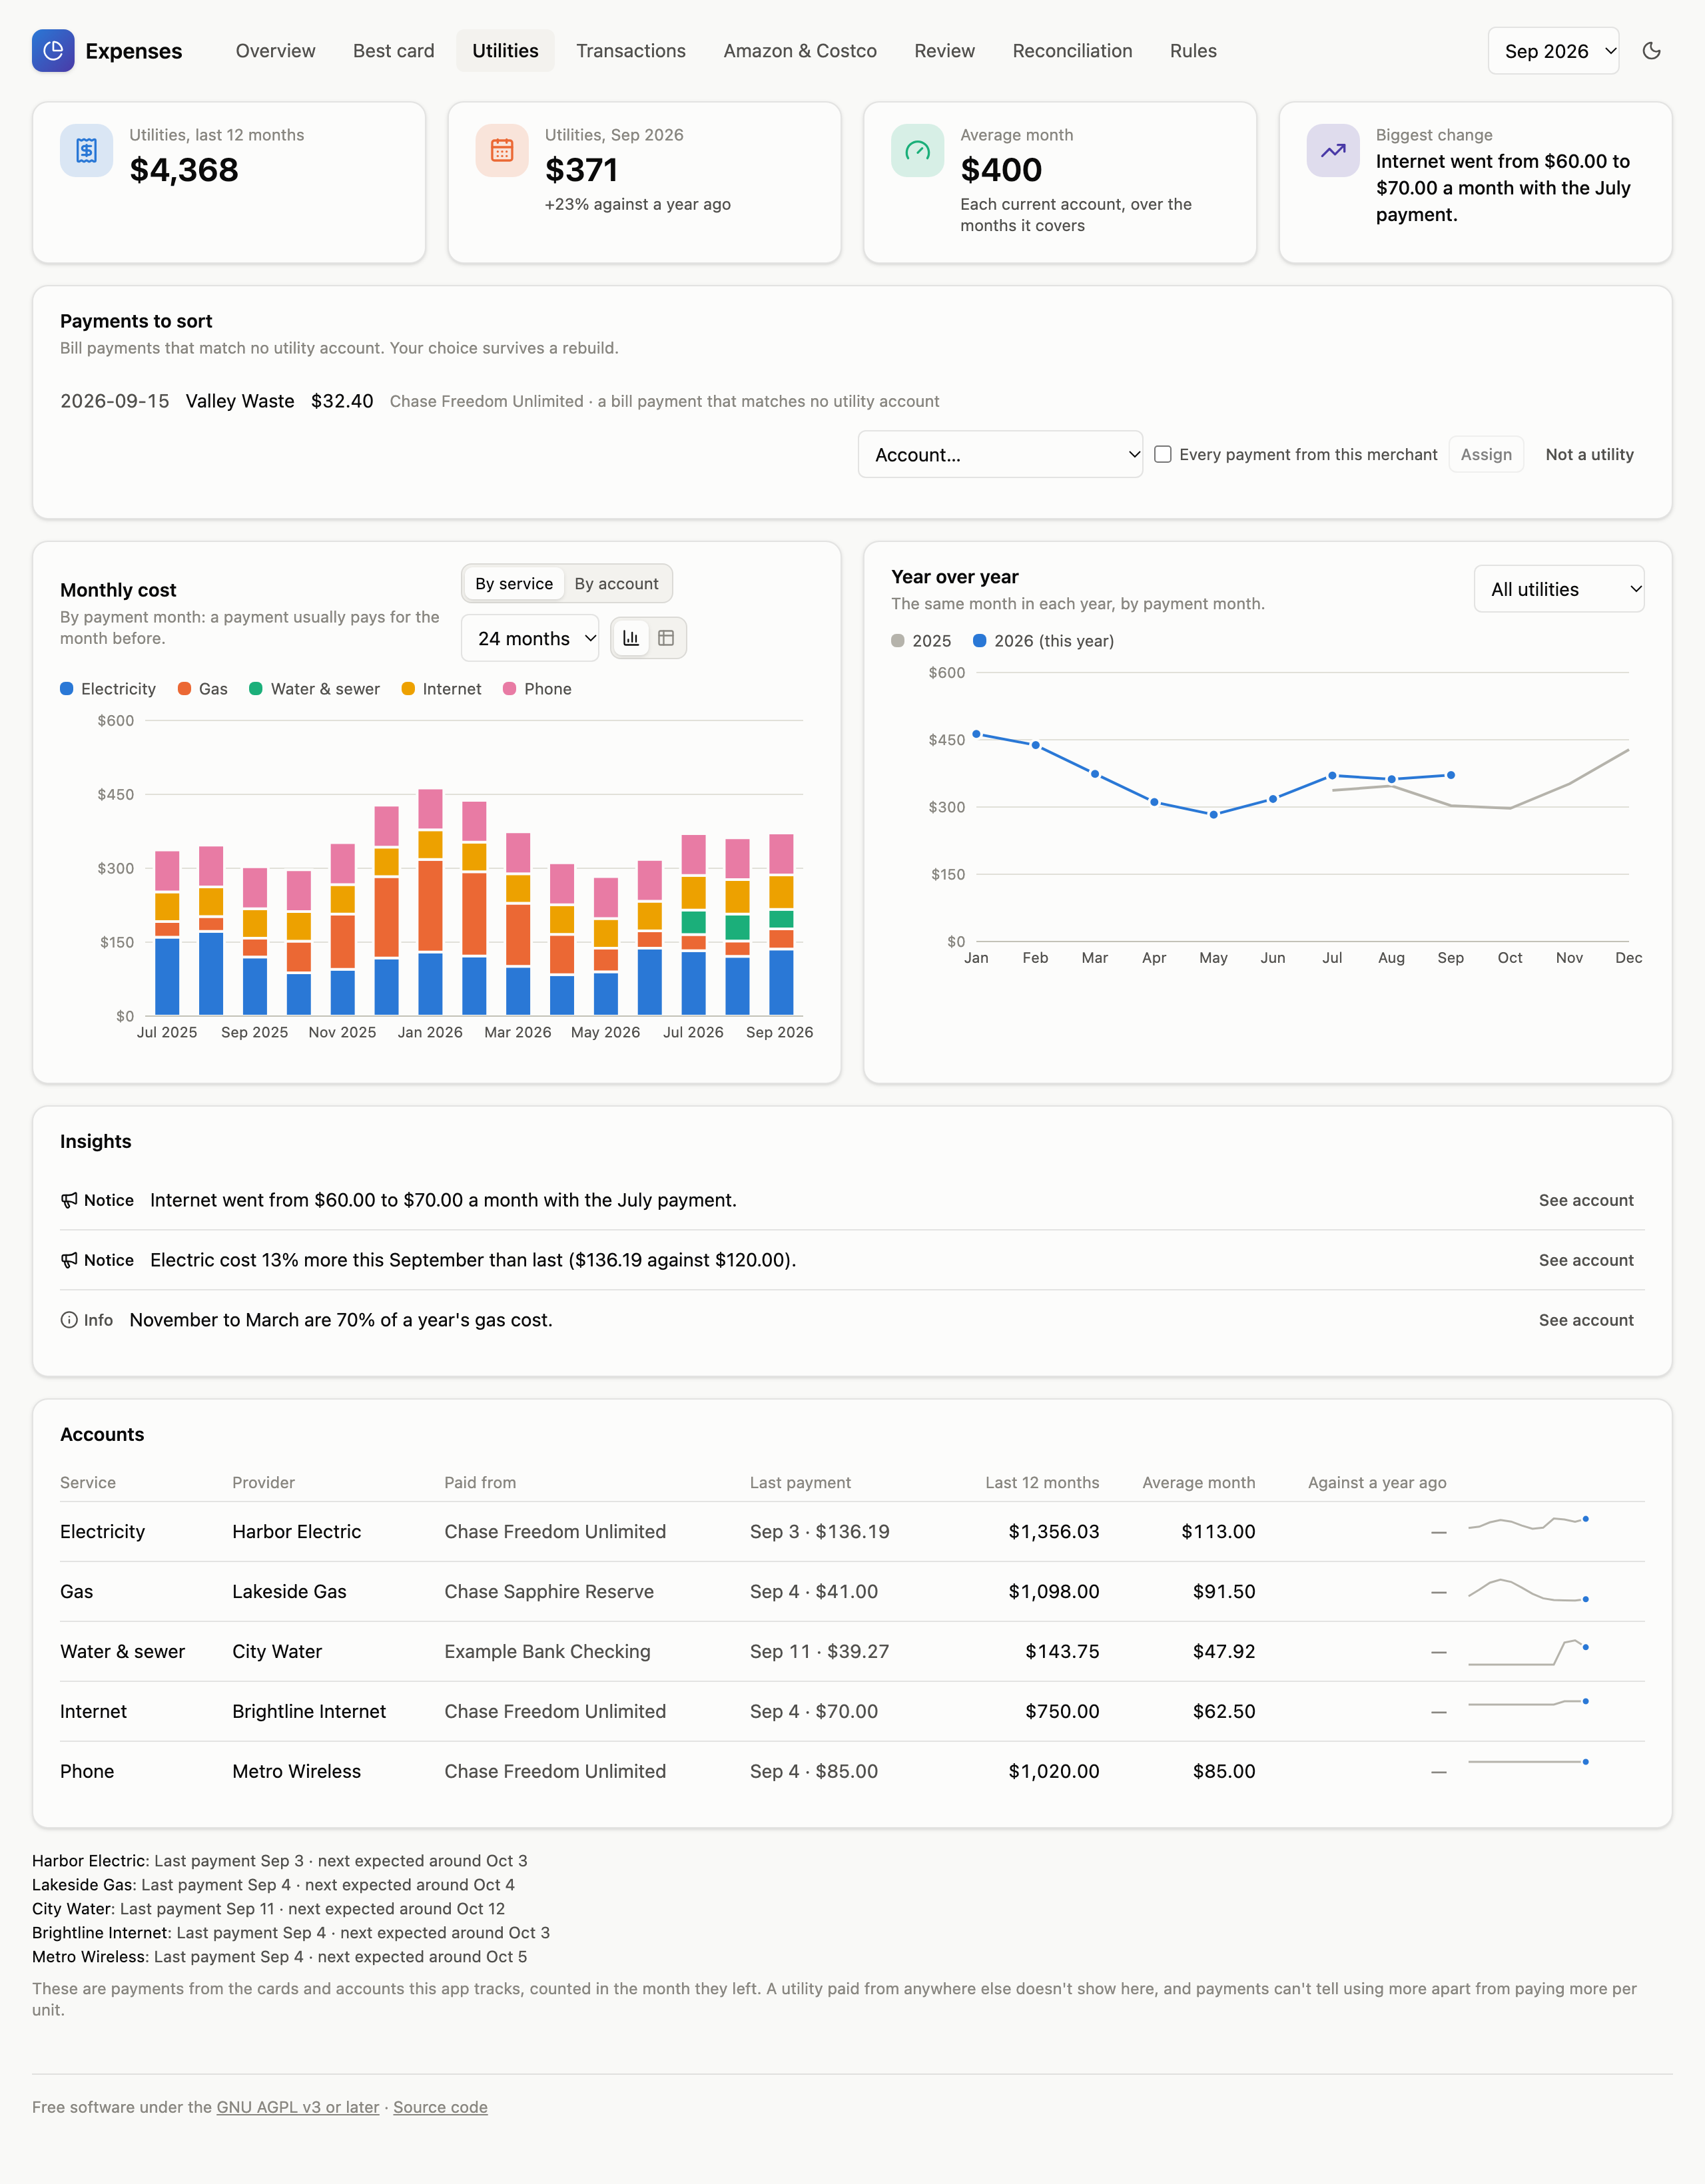 Expenses
Overview
Best card
Utilities
Transactions
Amazon & Costco
Review
Reconciliation
Rules
Sep 2026
Utilities, last 12 months
$4,368
Utilities, Sep 2026
$371
+23% against a year ago
Average month
$400
Each current account, over the
months it covers
Biggest change
Internet went from $60.00 to
$70.00 a month with the July
payment.
Payments to sort
Bill payments that match no utility account. Your choice survives a rebuild.
2026-09-15 Valley Waste $32.40 Chase Freedom Unlimited · a bill payment that matches no utility account
Account... Every payment from this merchant Assign Not a utility
Monthly cost
By payment month: a payment usually pays for the
month before.
By service By account
24 months
Electricity Gas Water & sewer Internet Phone
$600
$450
$300
$150
$0
Jul 2025 Sep 2025 Nov 2025 Jan 2026 Mar 2026 May 2026 Jul 2026 Sep 2026
Year over year
The same month in each year, by payment month.
All utilities
2025 2026 (this year)
$600
$450
$300
$150
$0
Jan Feb Mar Apr May Jun Jul Aug Sep Oct Nov Dec
Insights
Notice Internet went from $60.00 to $70.00 a month with the July payment. See account
Notice Electric cost 13% more this September than last ($136.19 against $120.00). See account
Info November to March are 70% of a year's gas cost. See account
Accounts
Service Provider Paid from Last payment Last 12 months Average month Against a year ago
Electricity Harbor Electric Chase Freedom Unlimited Sep 3 · $136.19 $1,356.03 $113.00 —
Gas Lakeside Gas Chase Sapphire Reserve Sep 4 · $41.00 $1,098.00 $91.50 —
Water & sewer City Water Example Bank Checking Sep 11 · $39.27 $143.75 $47.92 —
Internet Brightline Internet Chase Freedom Unlimited Sep 4 · $70.00 $750.00 $62.50 —
Phone Metro Wireless Chase Freedom Unlimited Sep 4 · $85.00 $1,020.00 $85.00 —
Harbor Electric: Last payment Sep 3 · next expected around Oct 3
Lakeside Gas: Last payment Sep 4 · next expected around Oct 4
City Water: Last payment Sep 11 · next expected around Oct 12
Brightline Internet: Last payment Sep 4 · next expected around Oct 3
Metro Wireless: Last payment Sep 4 · next expected around Oct 5
These are payments from the cards and accounts this app tracks, counted in the month they left. A utility paid from anywhere else doesn't show here, and payments can't tell using more apart from paying more per
unit.
Free software under the GNU AGPL v3 or later · Source code